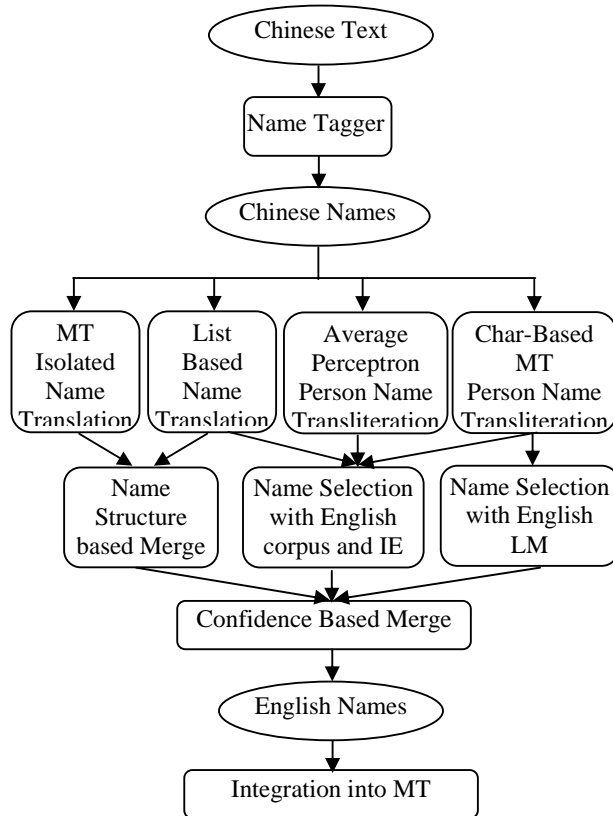 Chinese Text
Name Tagger
Chinese Names
MT
Isolated
Name
Translation
List
Based
Name
Translation
Average
Perceptron
Person Name
Transliteration
Char-Based
MT
Person Name
Transliteration
Name
Structure
based Merge
Name Selection
with English
corpus and IE
Name Selection
with English
LM
Confidence Based Merge
English Names
Integration into MT